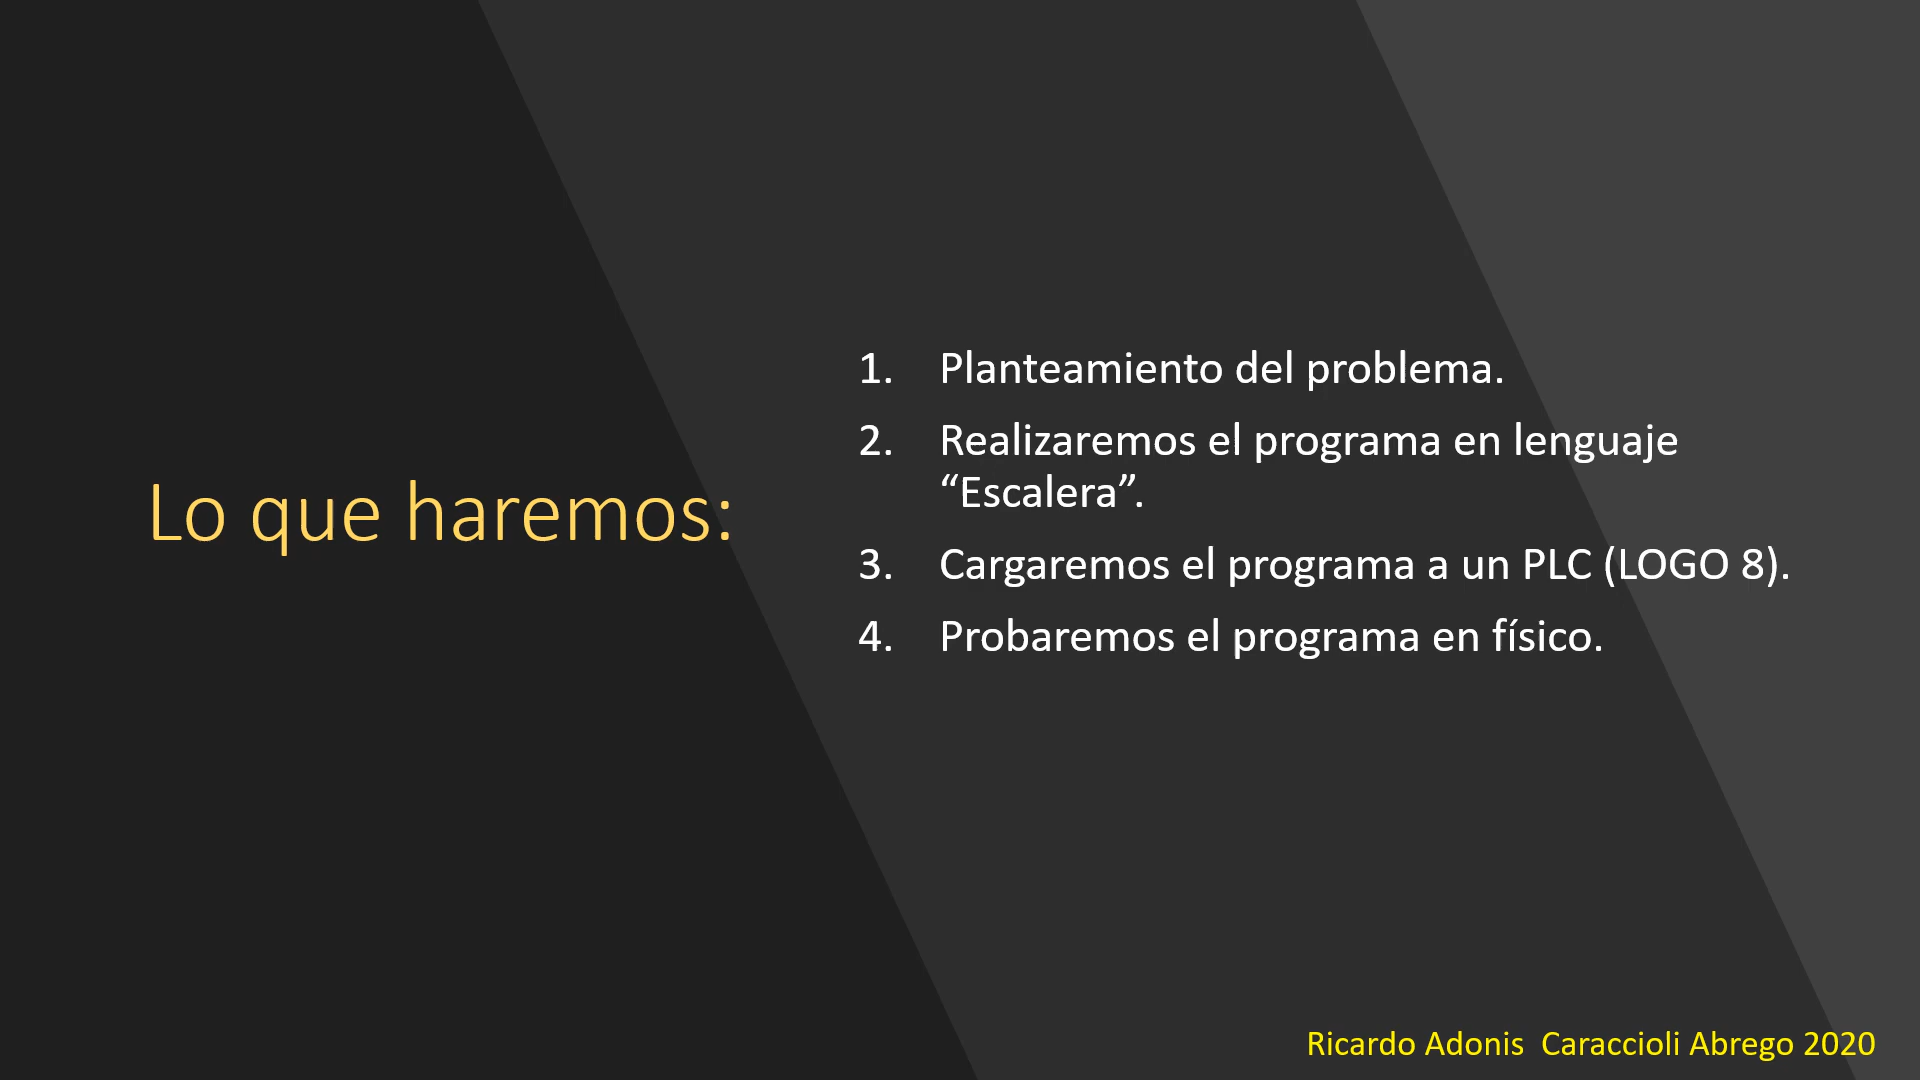 Lo que haremos:
1. Planteamiento del problema.
2. Realizaremos el programa en lenguaje
“Escalera”.
3. Cargaremos el programa a un PLC (LOGO 8).
4. Probaremos el programa en físico.
Ricardo Adonis  Caraccioli Abrego 2020